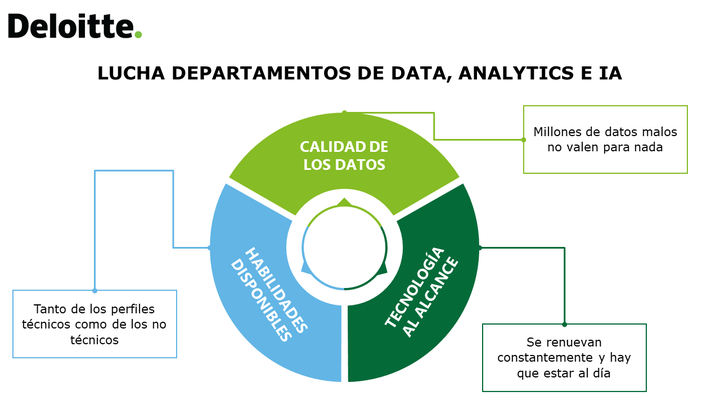 Deloitte.
LUCHA DEPARTAMENTOS DE DATA, ANALYTICS E IA
CALIDAD DE
LOS DATOS
Millones de datos malos
no valen para nada
HABILIDADES
DISPONIBLES
TECNOLOGÍA
AL ALCANCE
Tanto de los perfiles
técnicos como de los no
técnicos
Se renuevan
constantemente y hay
que estar al día